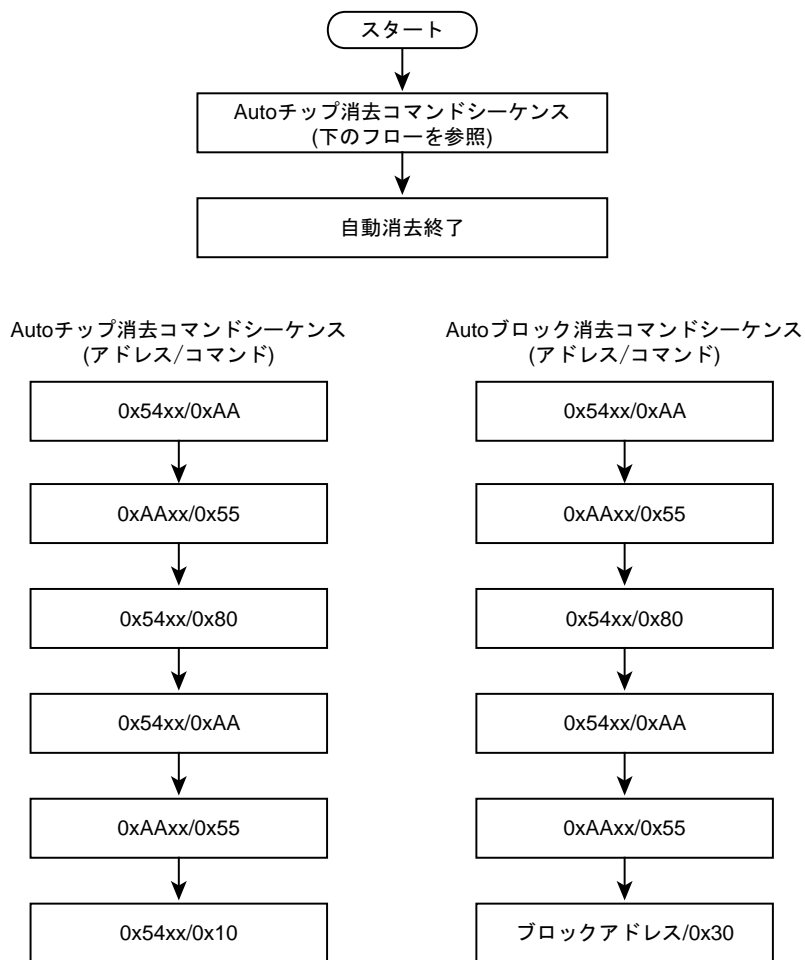 スタート
Autoチップ消去コマンドシーケンス
(下のフローを参照)
自動消去終了
Autoチップ消去コマンドシーケンス
(アドレス/コマンド)
0x54xx/0xAA
0xAAxx/0x55
0x54xx/0x80
0x54xx/0xAA
0xAAxx/0x55
0x54xx/0x10
Autoブロック消去コマンドシーケンス
(アドレス/コマンド)
0x54xx/0xAA
0xAAxx/0x55
0x54xx/0x80
0x54xx/0xAA
0xAAxx/0x55
ブロックアドレス/0x30